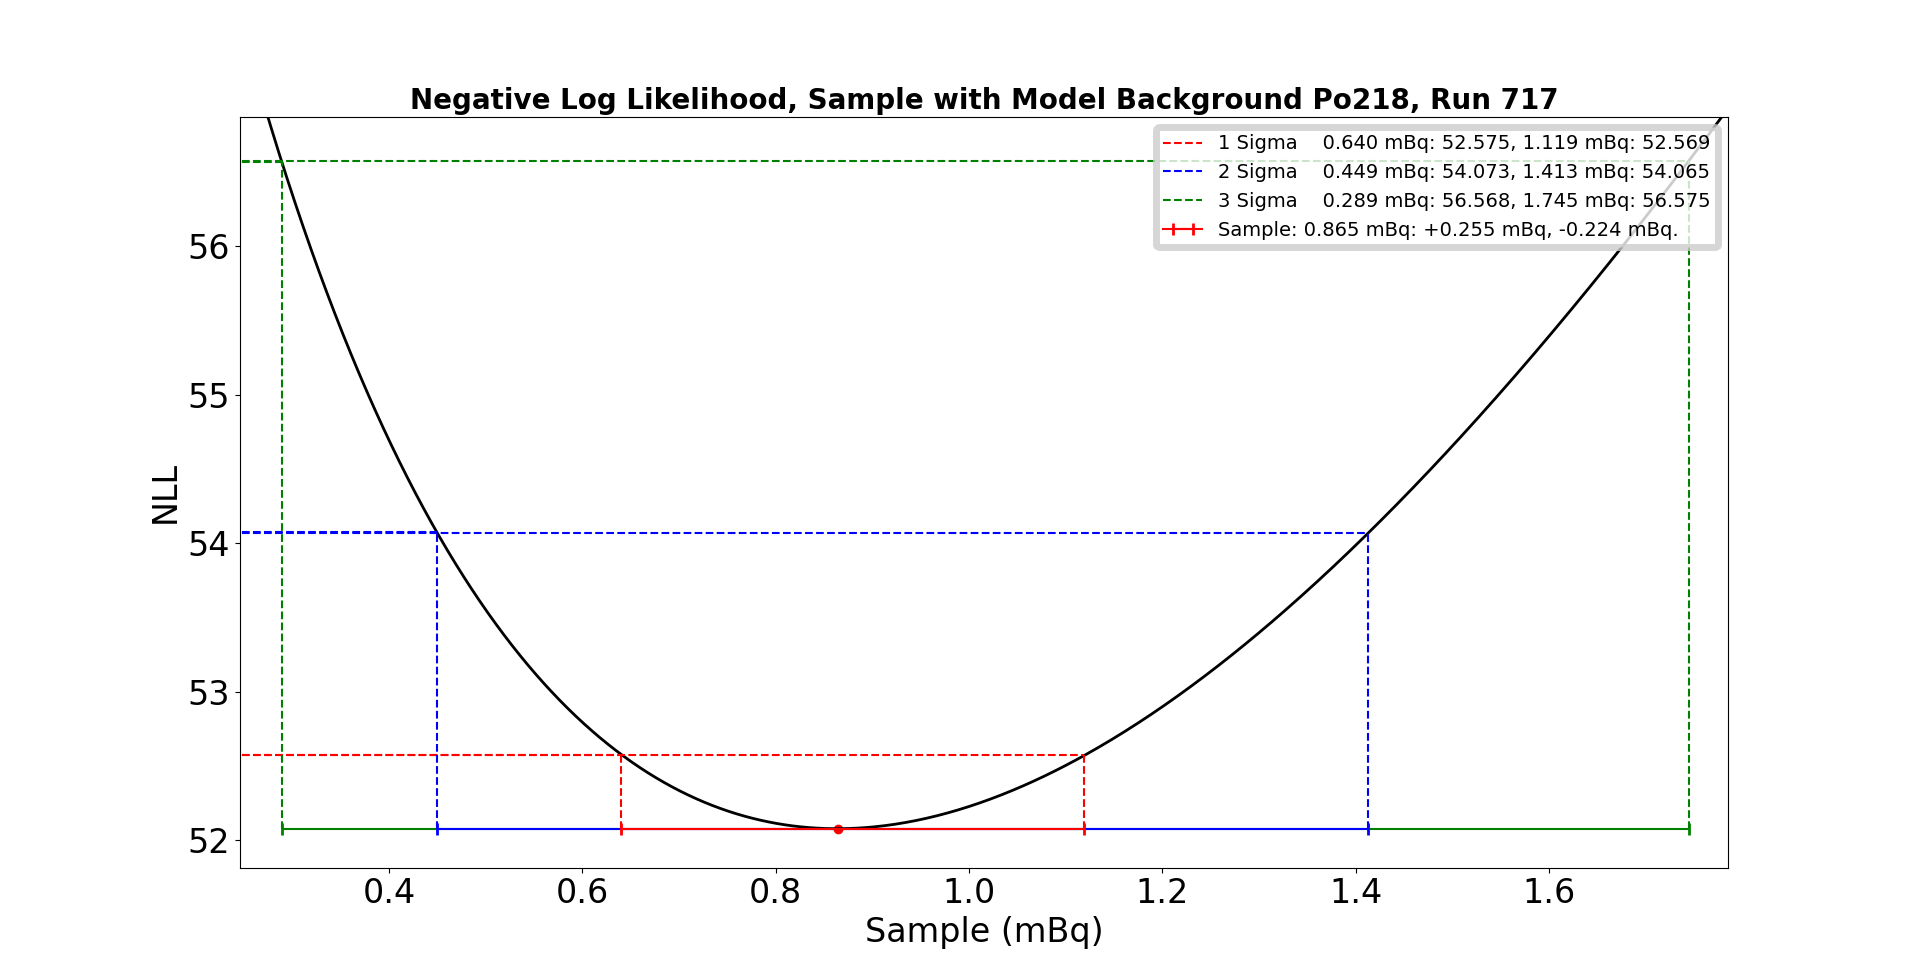 Negative Log Likelihood, Sample with Model Background Po218, Run 717
1 Sigma    0.640 mBq: 52.575, 1.119 mBq: 52.569
2 Sigma    0.449 mBq: 54.073, 1.413 mBq: 54.065
3 Sigma    0.289 mBq: 56.568, 1.745 mBq: 56.575
Sample: 0.865 mBq: +0.255 mBq, -0.224 mBq.
56
55
54
53
52
NLL
0.4 0.6 0.8 1.0 1.2 1.4 1.6
Sample (mBq)